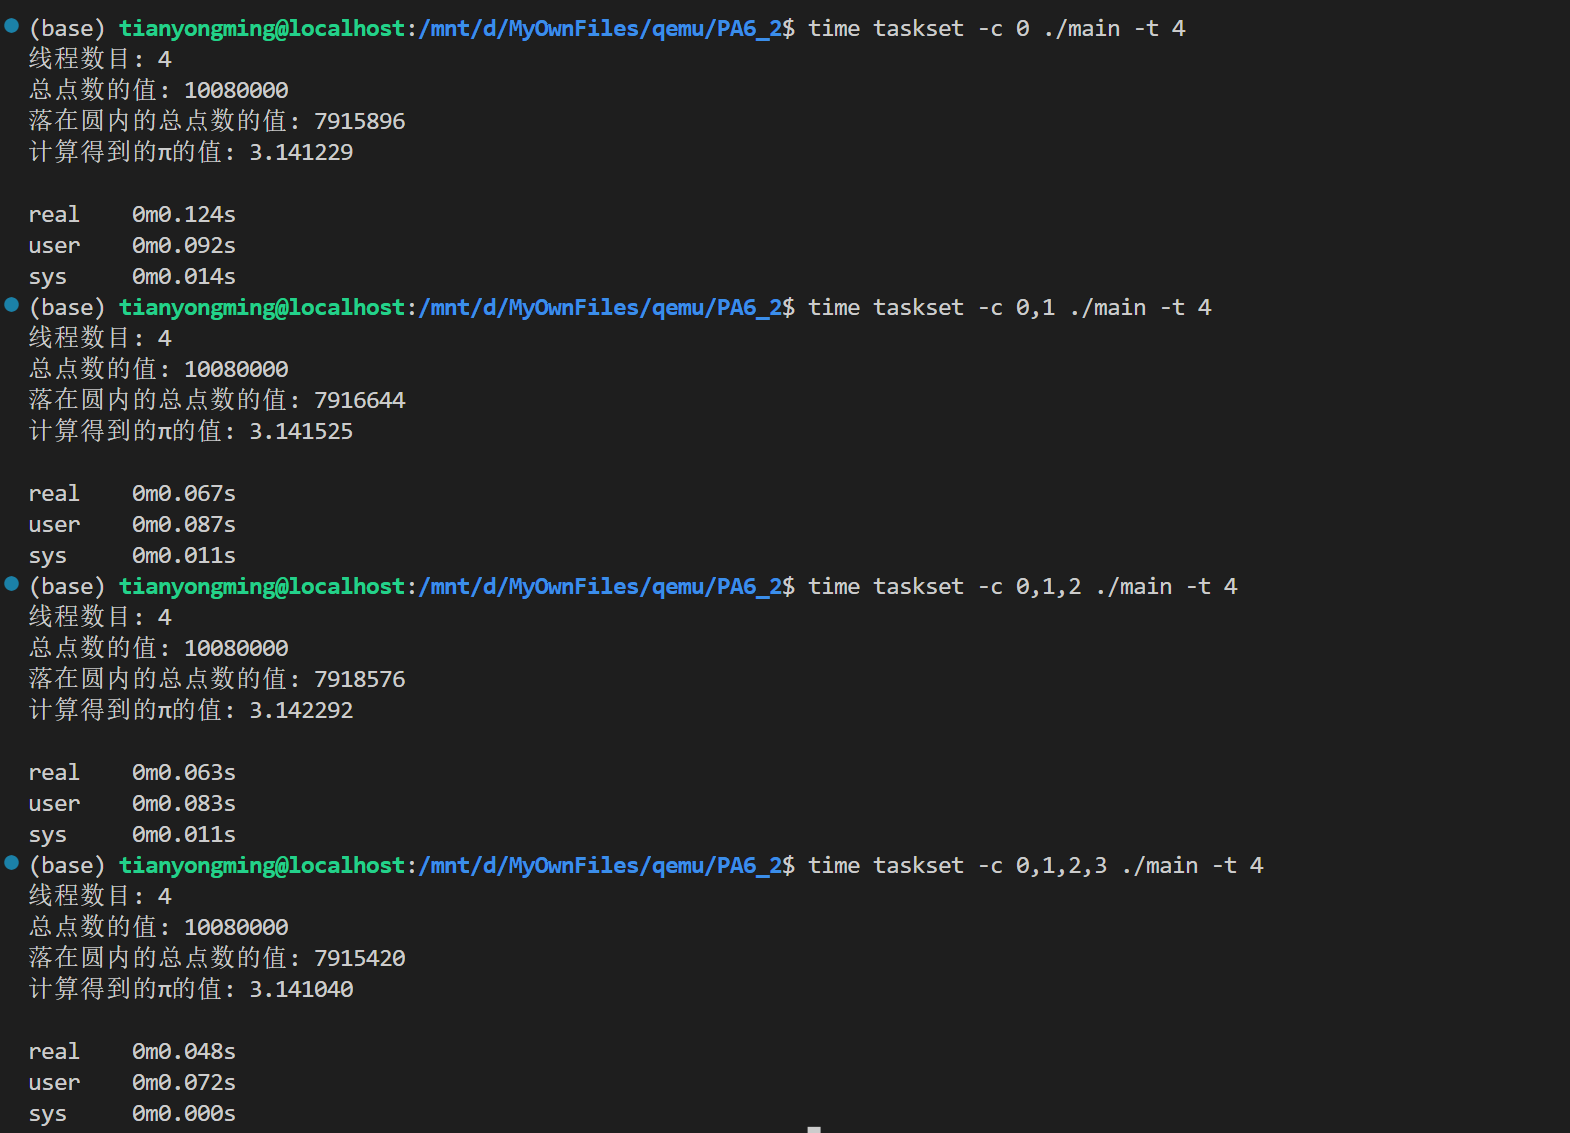 (base) tianyongming@localhost:/mnt/d/MyOwnFiles/qemu/PA6_2$ time taskset -c 0 ./main -t 4
线程数目: 4
总点数的值: 10080000
落在圆内的总点数的值: 7915896
计算得到的π的值: 3.141229
real 0m0.124s
user 0m0.092s
sys 0m0.014s
(base) tianyongming@localhost:/mnt/d/MyOwnFiles/qemu/PA6_2$ time taskset -c 0,1 ./main -t 4
线程数目: 4
总点数的值: 10080000
落在圆内的总点数的值: 7916644
计算得到的π的值: 3.141525
real 0m0.067s
user 0m0.087s
sys 0m0.011s
(base) tianyongming@localhost:/mnt/d/MyOwnFiles/qemu/PA6_2$ time taskset -c 0,1,2 ./main -t 4
线程数目: 4
总点数的值: 10080000
落在圆内的总点数的值: 7918576
计算得到的π的值: 3.142292
real 0m0.063s
user 0m0.083s
sys 0m0.011s
(base) tianyongming@localhost:/mnt/d/MyOwnFiles/qemu/PA6_2$ time taskset -c 0,1,2,3 ./main -t 4
线程数目: 4
总点数的值: 10080000
落在圆内的总点数的值: 7915420
计算得到的π的值: 3.141040
real 0m0.048s
user 0m0.072s
sys 0m0.000s